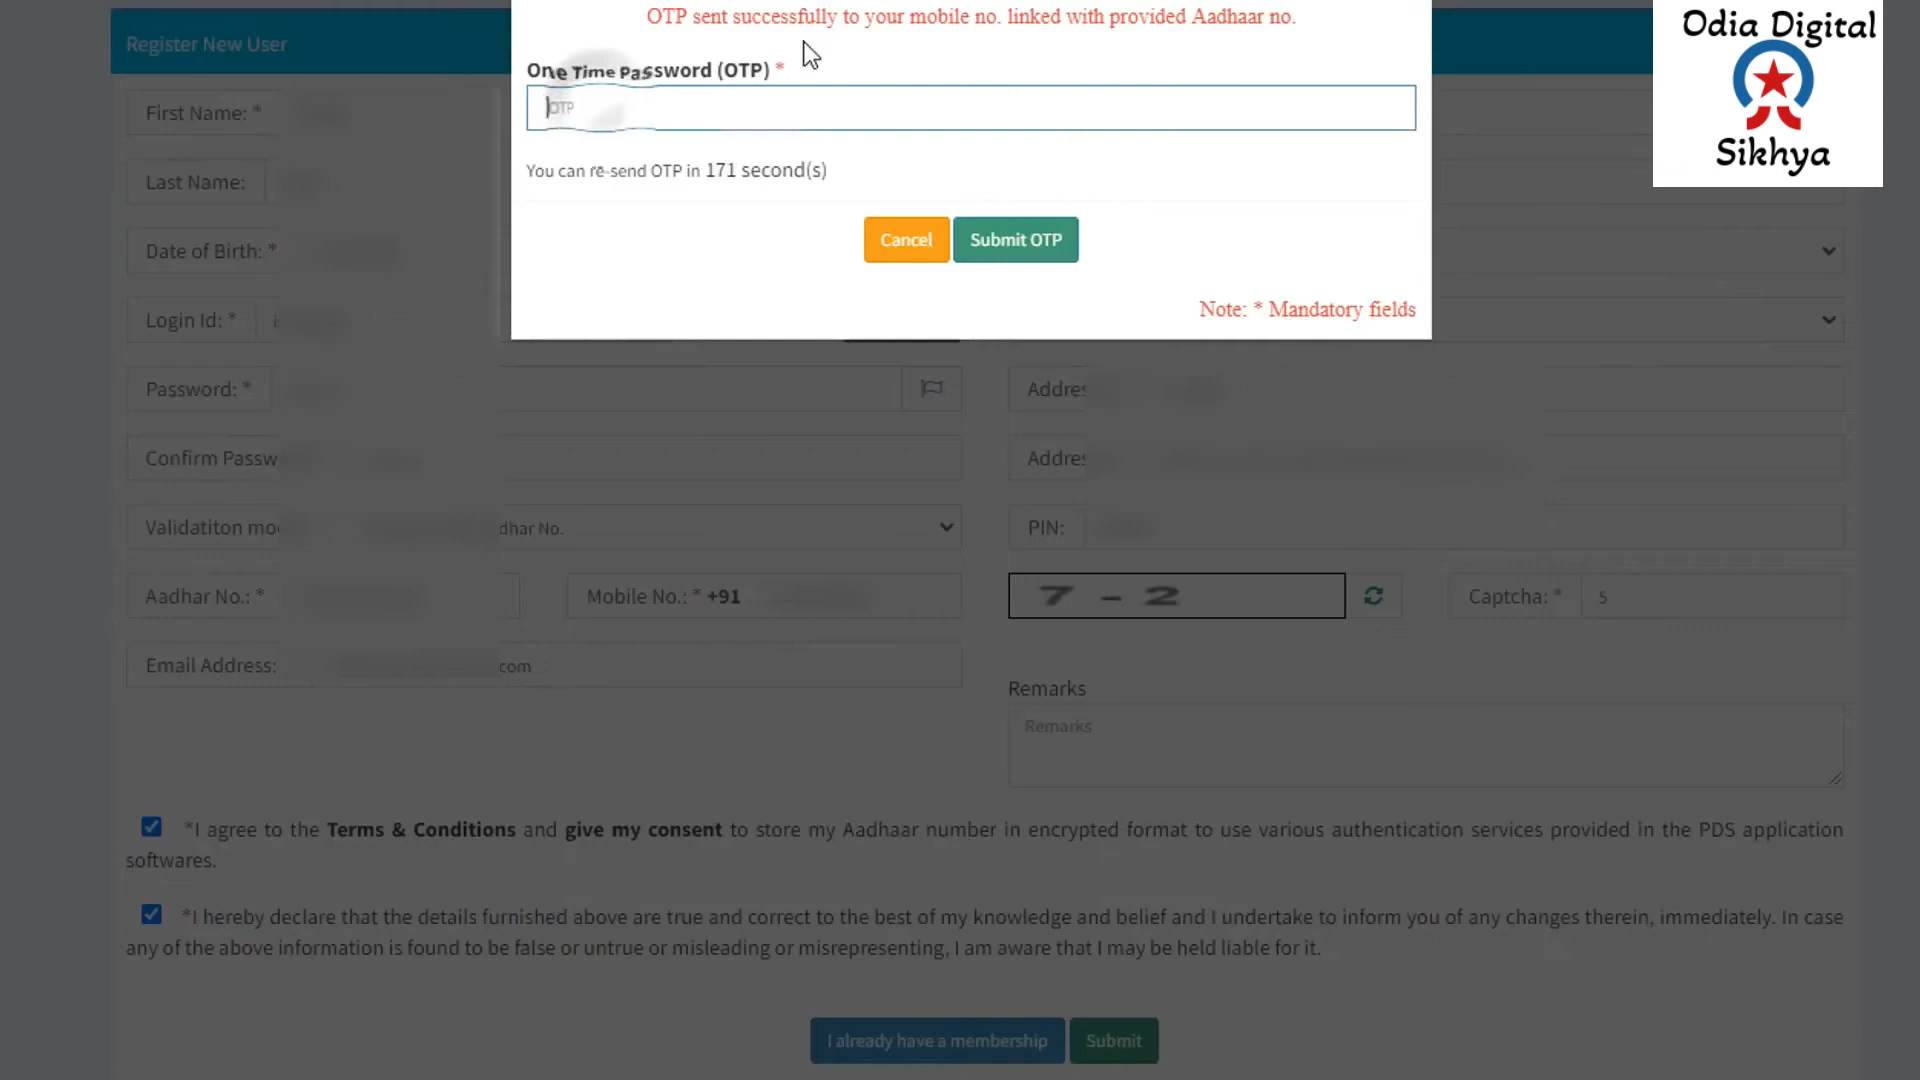 OTP sent successfully to your mobile no. linked with provided Aadhaar no.
Odia Digital
Sikhya
Register New User
One Time Password (OTP) *
OTP
You can re-send OTP in 171 second(s)
Cancel
Submit OTP
Note: * Mandatory fields
First Name: *
Last Name:
Date of Birth: *
Login Id: *
Password: *
Addres
Confirm Passw
Addres
Validatiton mo
dhar No.
PIN:
Aadhar No.: *
Mobile No.: * +91
7 - 2
Captcha: * 5
Email Address:
com
Remarks
Remarks
*I agree to the Terms & Conditions and give my consent to store my Aadhaar number in encrypted format to use various authentication services provided in the PDS application
softwares.
*I hereby declare that the details furnished above are true and correct to the best of my knowledge and belief and I undertake to inform you of any changes therein, immediately. In case
any of the above information is found to be false or untrue or misleading or misrepresenting, I am aware that I may be held liable for it.
I already have a membership
Submit